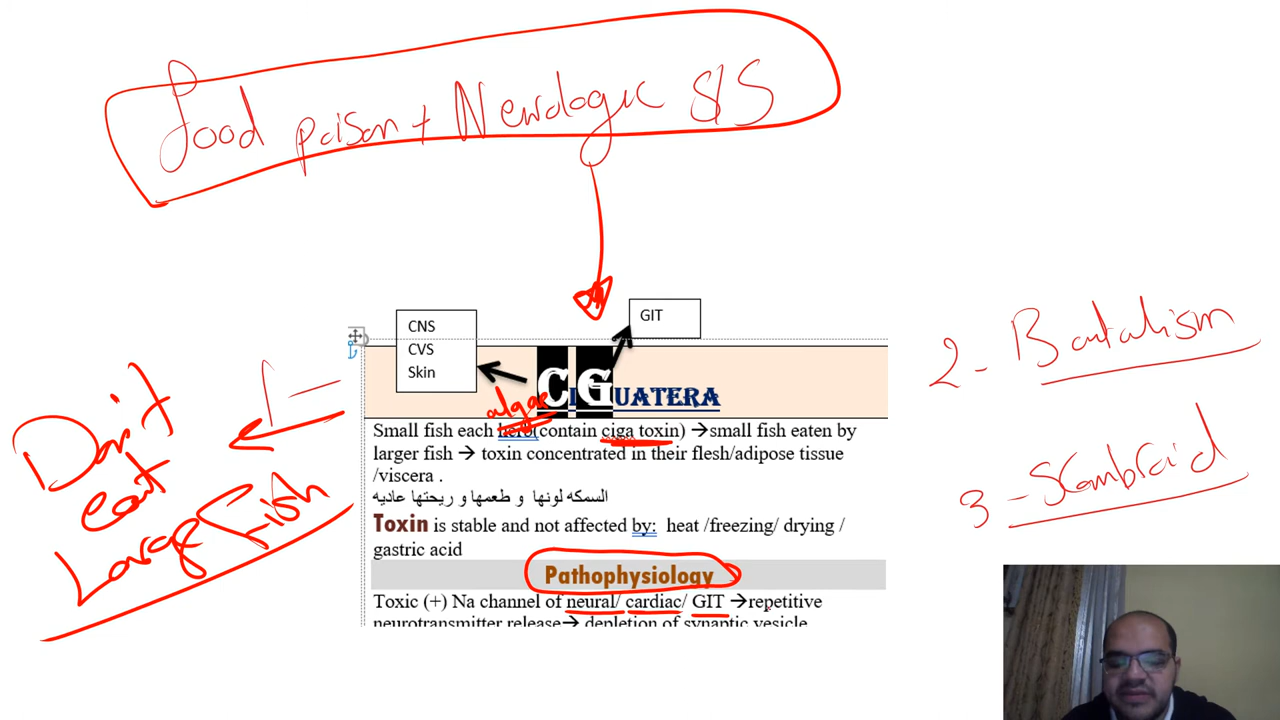 Food poison + Neurologic S/S
CNS
CVS
Skin
GIT
CIGUATERA
algae
Small fish each herb(contain ciga toxin) →small fish eaten by
larger fish → toxin concentrated in their flesh/adipose tissue
/viscera .
السمكه لونها و طعمها و ريحتها عاديه
Toxin is stable and not affected by: heat /freezing/ drying /
gastric acid
Pathophysiology
Toxic (+) Na channel of neural/ cardiac/ GIT →repetitive
neurotransmitter release→ depletion of synaptic vesicle
Don't
eat
Large Fish
2- Botulism
3- Scombroid